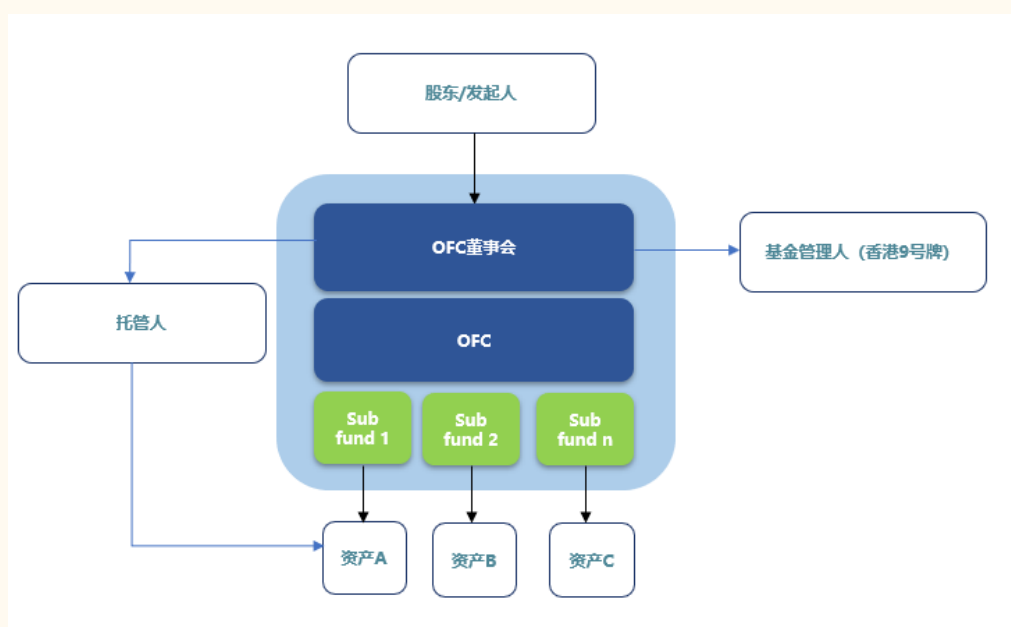 股东/发起人
OFC董事会
基金管理人 (香港9号牌)
托管人
OFC
Sub
fund 1
Sub
fund 2
Sub
fund n
资产A
资产B
资产C